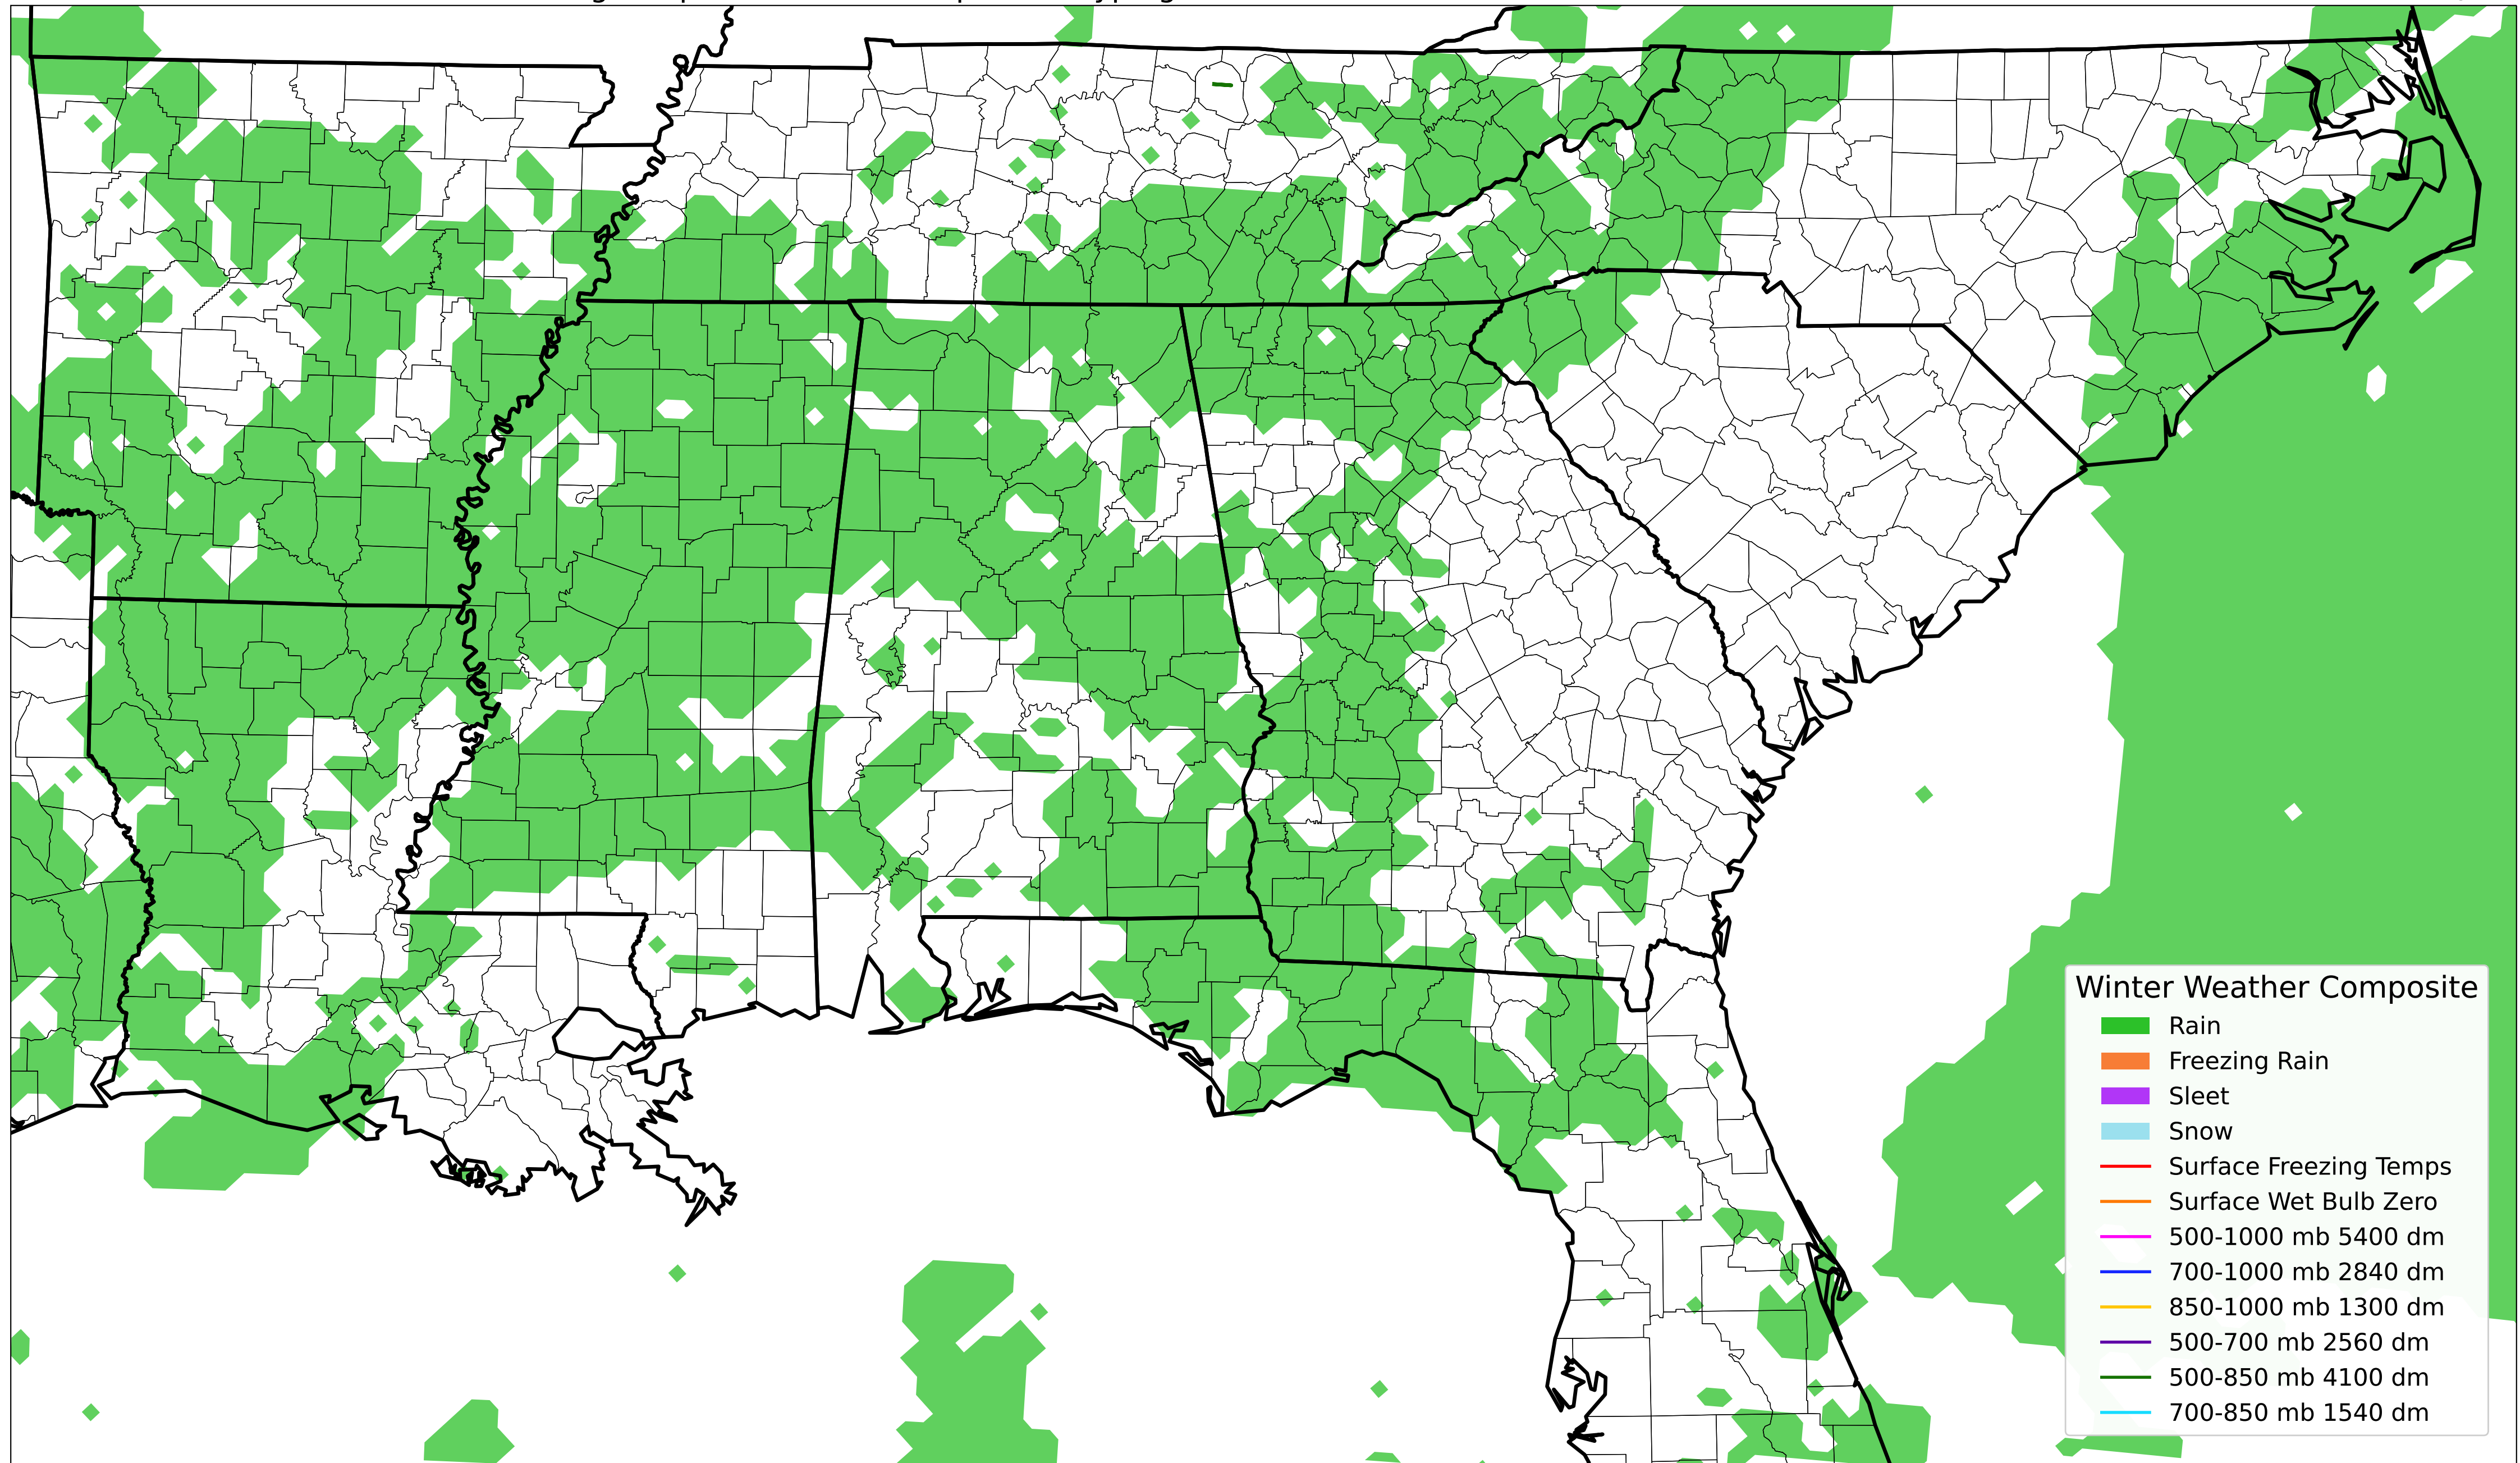 Winter Weather Composite
Rain
Freezing Rain
Sleet
Snow
Surface Freezing Temps
Surface Wet Bulb Zero
500-1000 mb 5400 dm
700-1000 mb 2840 dm
850-1000 mb 1300 dm
500-700 mb 2560 dm
500-850 mb 4100 dm
700-850 mb 1540 dm